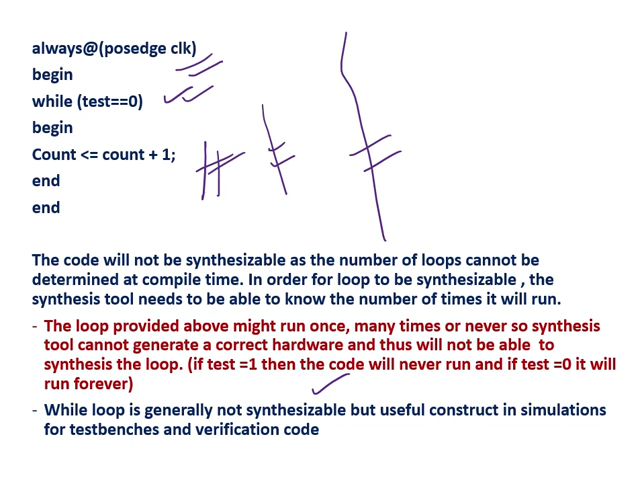 always@(posedge clk)
begin
while (test==0)
begin
Count <= count + 1;
end
end
The code will not be synthesizable as the number of loops cannot be
determined at compile time. In order for loop to be synthesizable , the
synthesis tool needs to be able to know the number of times it will run.
- The loop provided above might run once, many times or never so synthesis
tool cannot generate a correct hardware and thus will not be able to
synthesis the loop. (if test =1 then the code will never run and if test =0 it will
run forever)
- While loop is generally not synthesizable but useful construct in simulations
for testbenches and verification code